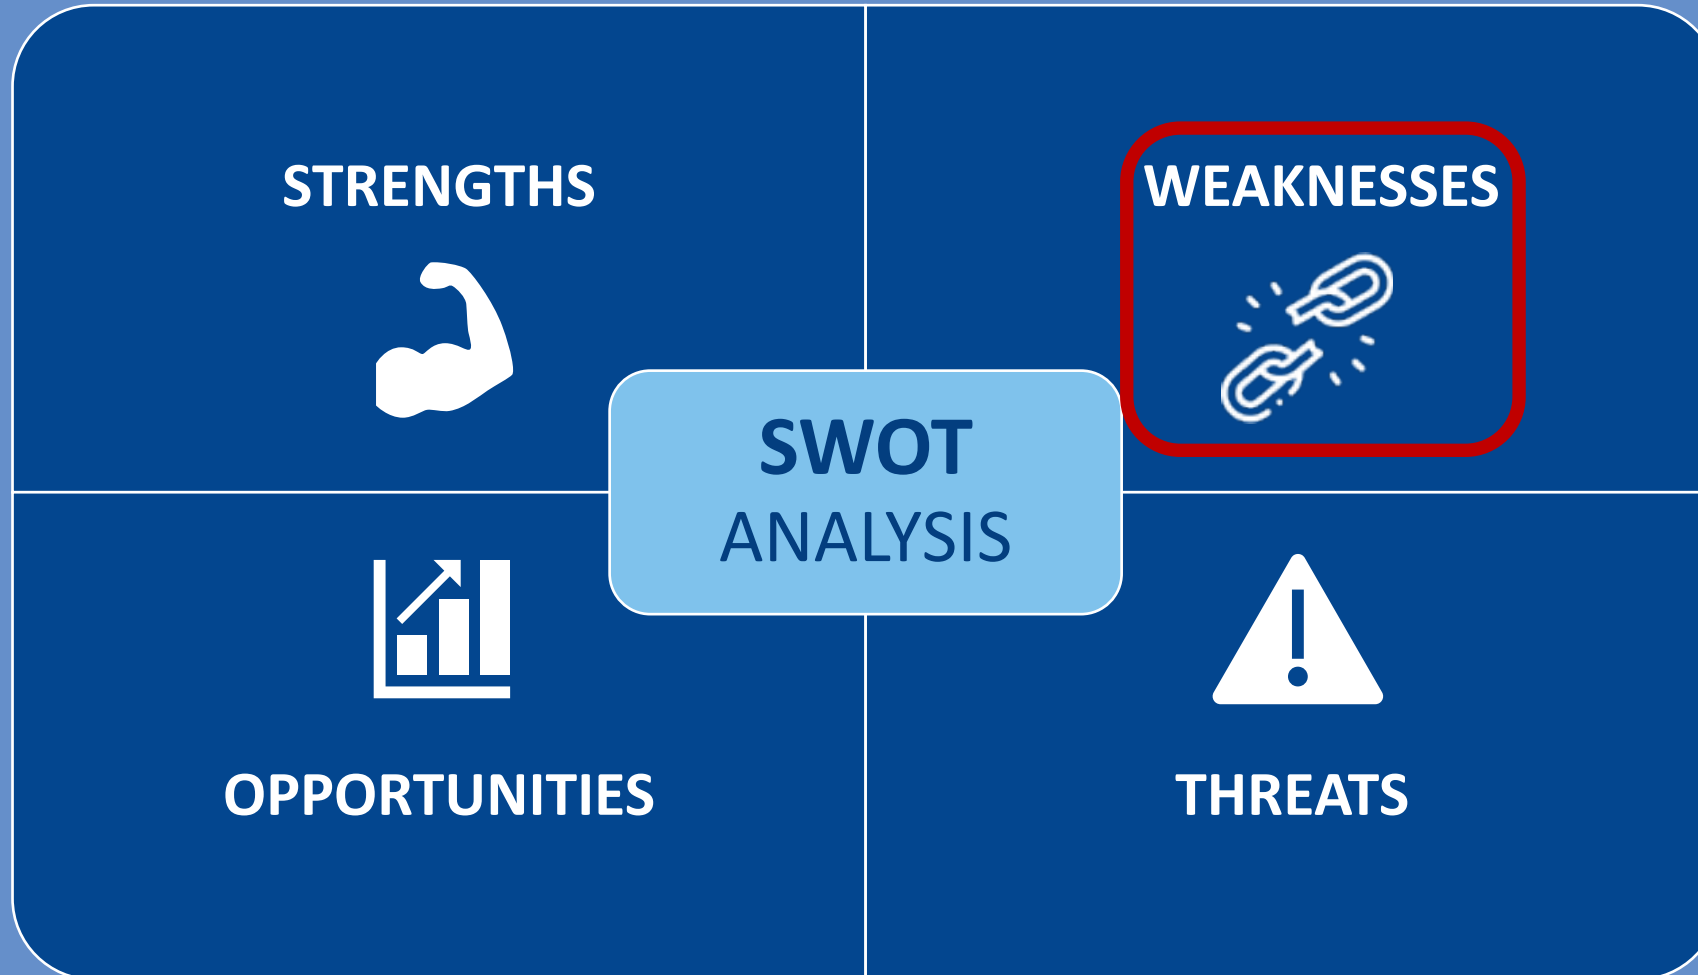 STRENGTHS
WEAKNESSES
SWOT
ANALYSIS
OPPORTUNITIES
THREATS